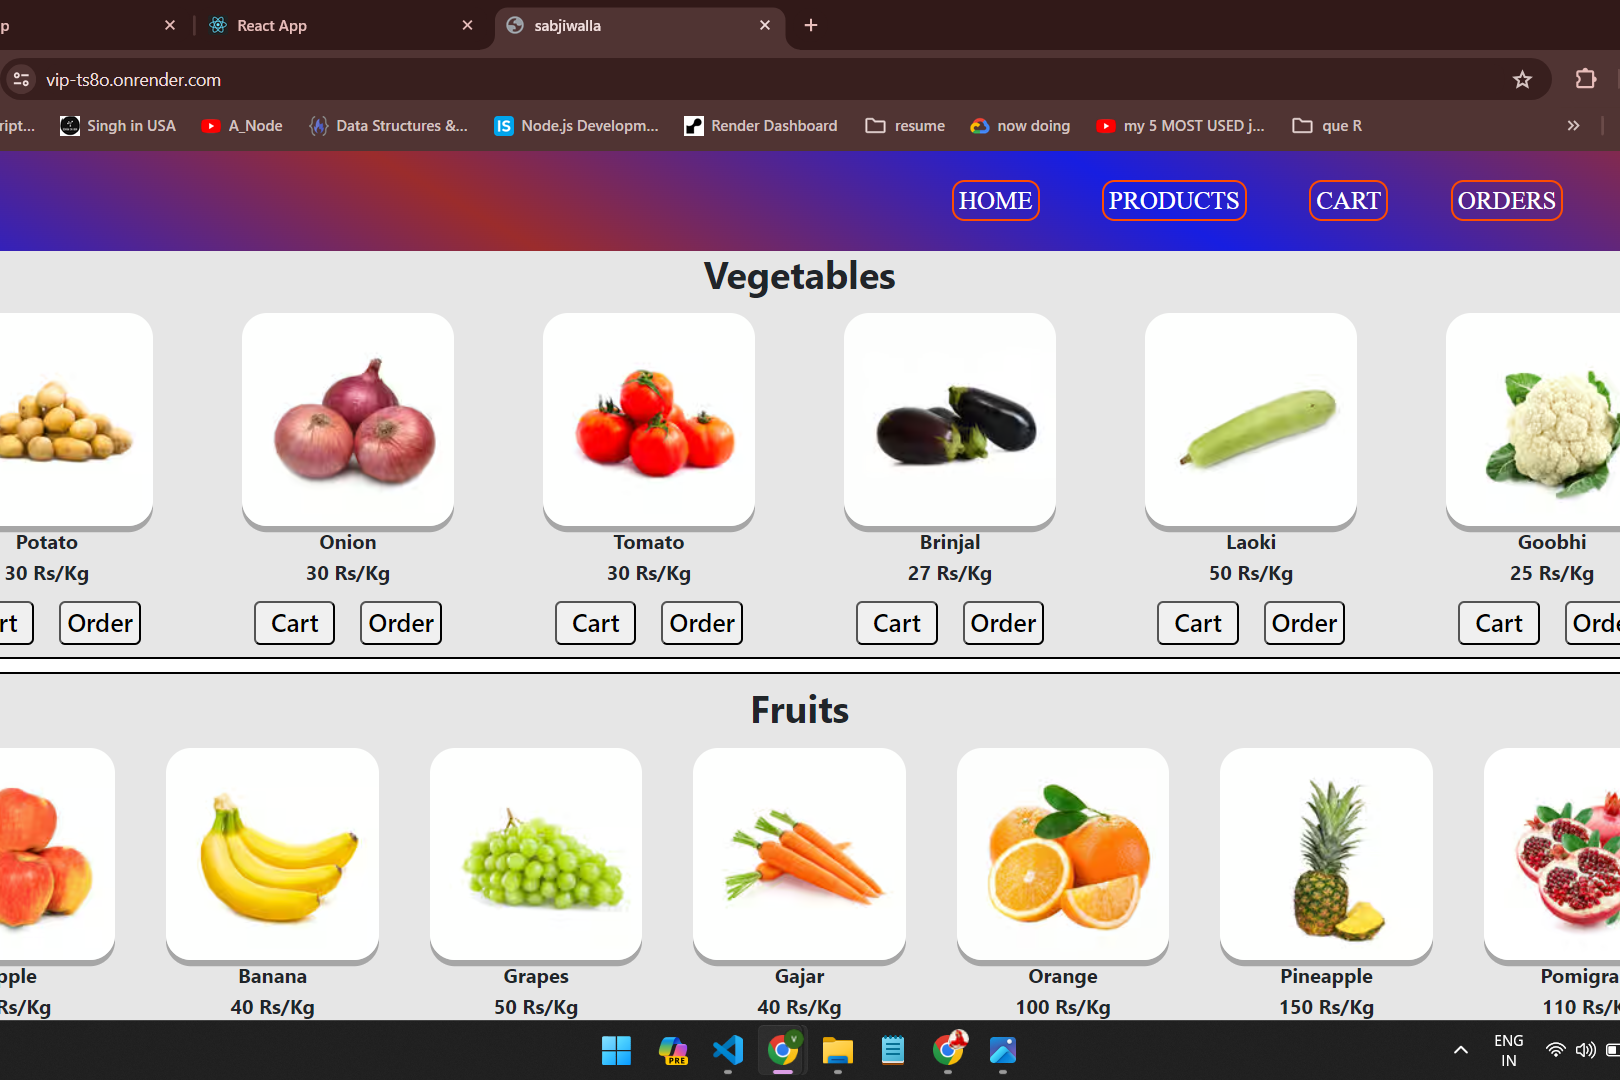 p React App sabjiwalla
vip-ts8o.onrender.com
ript... Singh in USA A_Node Data Structures &... IS Node.js Developm... Render Dashboard resume now doing my 5 MOST USED j... que R
HOME PRODUCTS CART ORDERS
Vegetables
Potato Onion Tomato Brinjal Laoki Goobhi
30 Rs/Kg 30 Rs/Kg 30 Rs/Kg 27 Rs/Kg 50 Rs/Kg 25 Rs/Kg
rt Order Cart Order Cart Order Cart Order Cart Order Cart Orde
Fruits
pple Banana Grapes Gajar Orange Pineapple Pomigra
Rs/Kg 40 Rs/Kg 50 Rs/Kg 40 Rs/Kg 100 Rs/Kg 150 Rs/Kg 110 Rs/K
PRE V ENG
IN